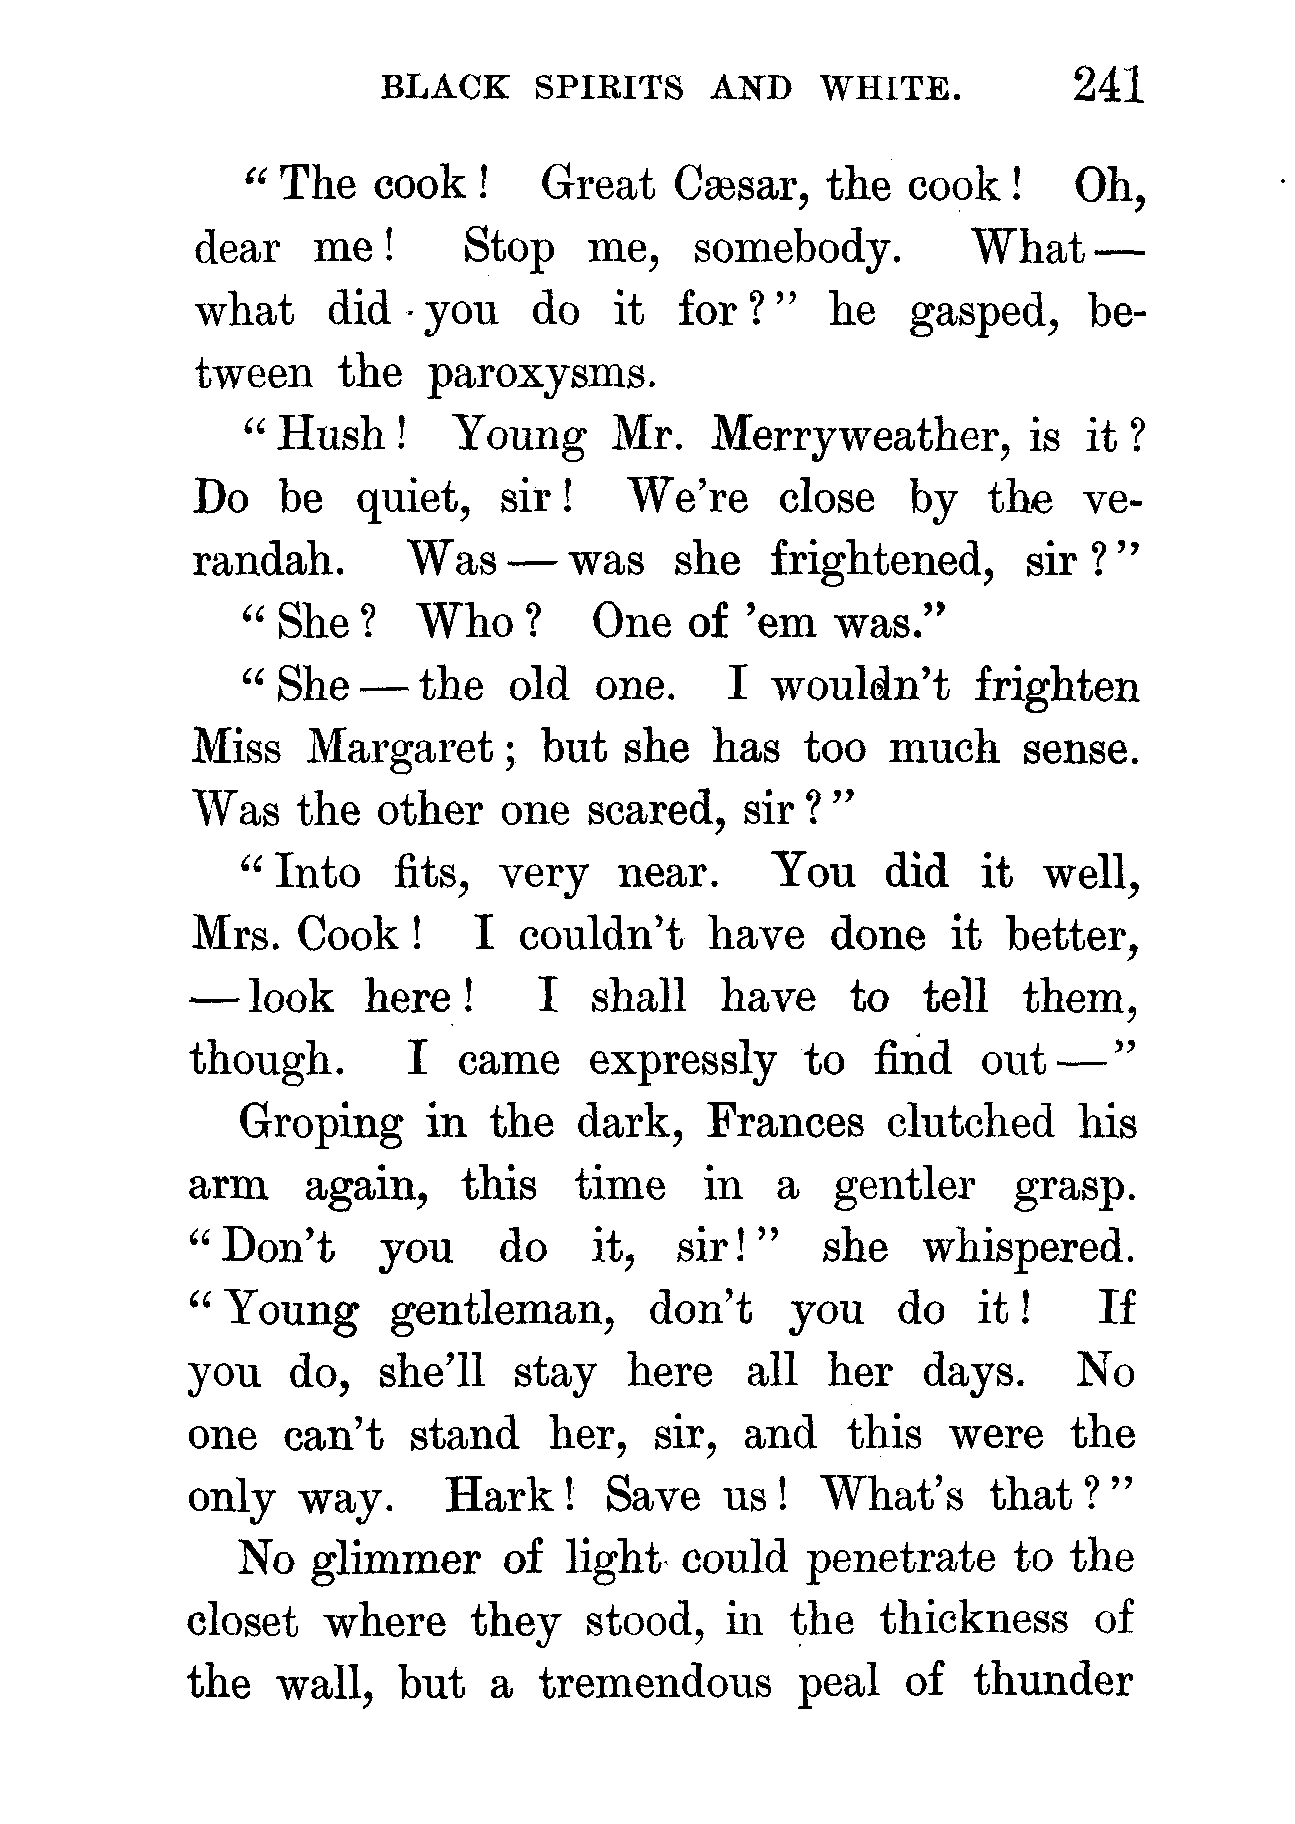 BLACK SPIRITS AND WHITE. 241
“The cook! Great Cæsar, the cook! Oh,
dear me! Stop me, somebody. What—
what did you do it for?” he gasped, be-
tween the paroxysms.
“Hush! Young Mr. Merryweather, is it?
Do be quiet, sir! We're close by the ve-
randah. Was—was she frightened, sir?”
“She? Who? One of 'em was.”
“She—the old one. I wouldn't frighten
Miss Margaret; but she has too much sense.
Was the other one scared, sir?”
“Into fits, very near. You did it well,
Mrs. Cook! I couldn't have done it better,
—look here! I shall have to tell them,
though. I came expressly to find out—”
Groping in the dark, Frances clutched his
arm again, this time in a gentler grasp.
“Don't you do it, sir!” she whispered.
“Young gentleman, don't you do it! If
you do, she'll stay here all her days. No
one can't stand her, sir, and this were the
only way. Hark! Save us! What's that?”
No glimmer of light could penetrate to the
closet where they stood, in the thickness of
the wall, but a tremendous peal of thunder